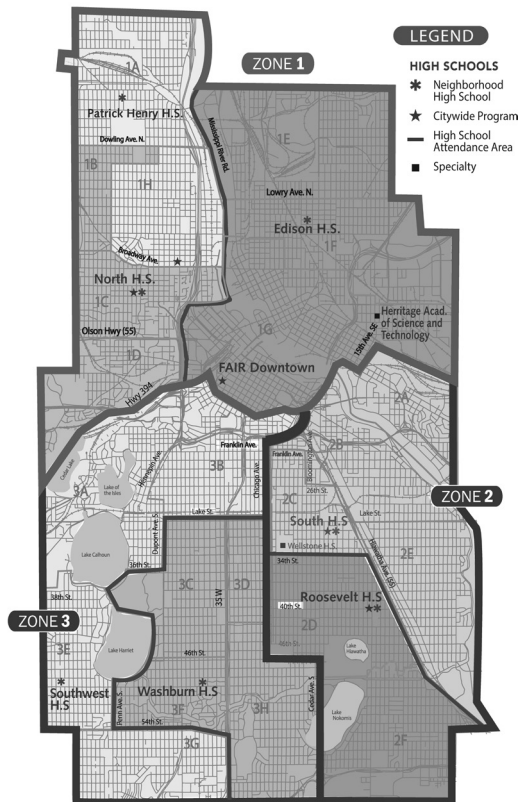 ZONE 1
LEGEND
HIGH SCHOOLS
Neighborhood
High School
Citywide Program
High School
Attendance Area
Specialty
1A
Patrick Henry H.S.
Dowling Ave. N.
Mississippi River Rd.
1E
1B
1H
Lowry Ave. N.
Edison H.S.
1F
Broadway Ave.
North H.S.
1C
Herritage Acad.
of Science and
Technology
Olson Hwy (55)
1G
15th Ave. SE
1D
FAIR Downtown
Hwy 394
2A
Franklin Ave.
2B
Hennepin Ave.
3B
Chicago Ave.
Franklin Ave.
Bloomington Ave.
Cedar Lake
Lake of
the Isles
26th St.
3A
2C
ZONE 2
Lake St.
Lake St.
Dupont Ave. S
South H.S
Lake Calhoun
Wellstone H.S.
Hiawatha Ave (55)
2E
36th St.
34th St.
3C
3D
35 W
38th St.
Roosevelt H.S
40th St.
ZONE 3
2D
46th St.
46th St.
3E
Lake Harriet
Lake
Hiawatha
Southwest
H.S
Washburn H.S
Penn Ave. S
Cedar Ave. S
3F
3H
Lake
Nokomis
54th St.
3G
2F